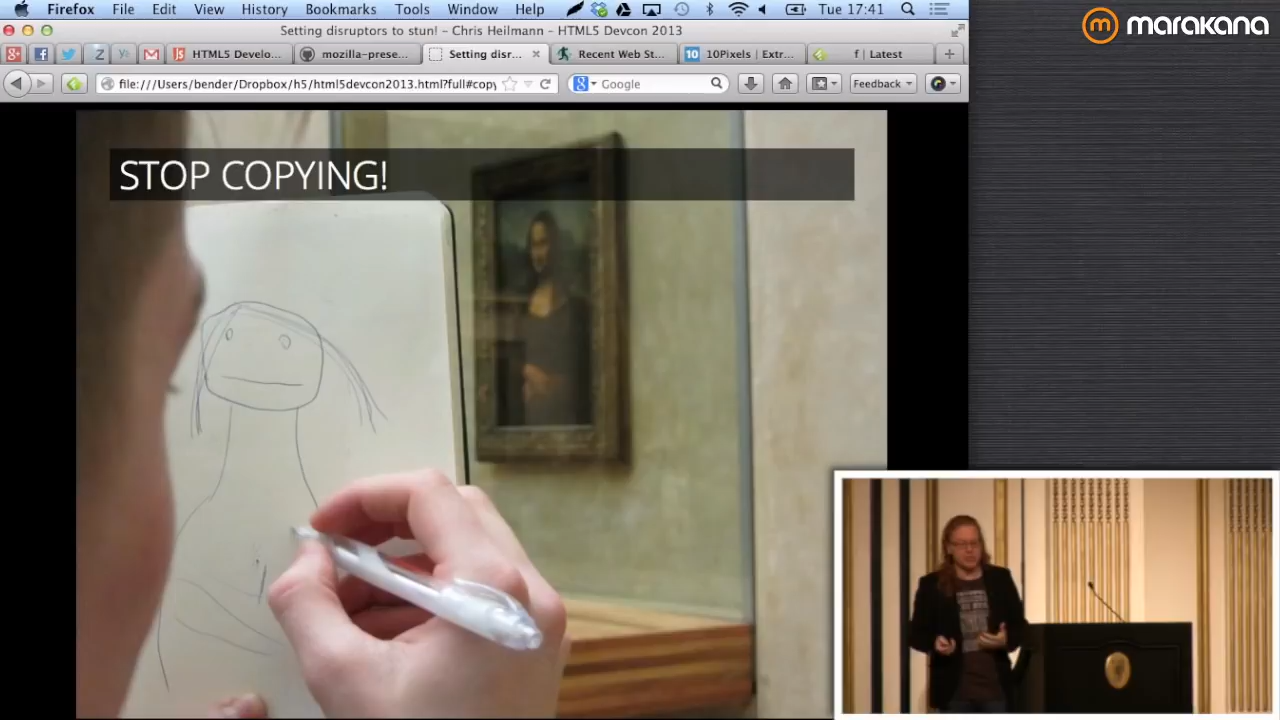 Firefox File Edit View History Bookmarks Tools Window Help Tue 17:41
marakana
Setting disruptors to stun! ~ Chris Heilmann - HTML5 Devcon 2013
HTML5 Develo... mozilla-prese... Setting disr... Recent Web St... 10 10Pixels | Extr... f | Latest
file:///Users/bender/Dropbox/h5/html5devcon2013.html?full#copy Google Feedback
STOP COPYING!